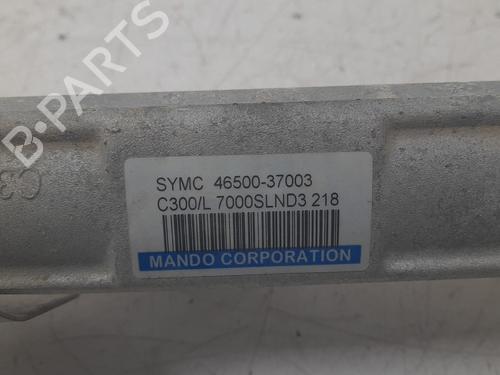 B-PARTS
SYMC 46500-37003
C300/L 7000SLND3 218
MANDO CORPORATION